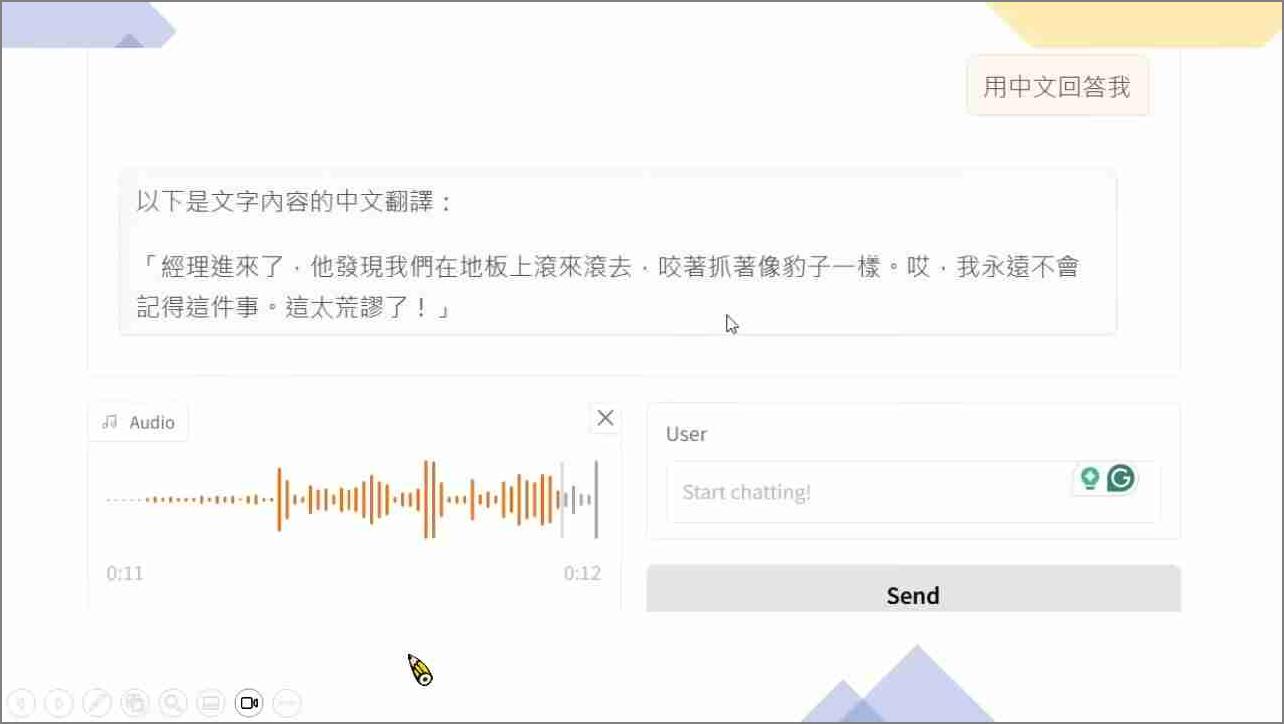 用中文回答我
以下是文字內容的中文翻譯：
「經理進來了，他發現我們在地板上滾來滾去，咬著抓著像豹子一樣。哎，我永遠不會
記得這件事。這太荒謬了！」
Audio
User
Start chatting!
0:11
0:12
Send